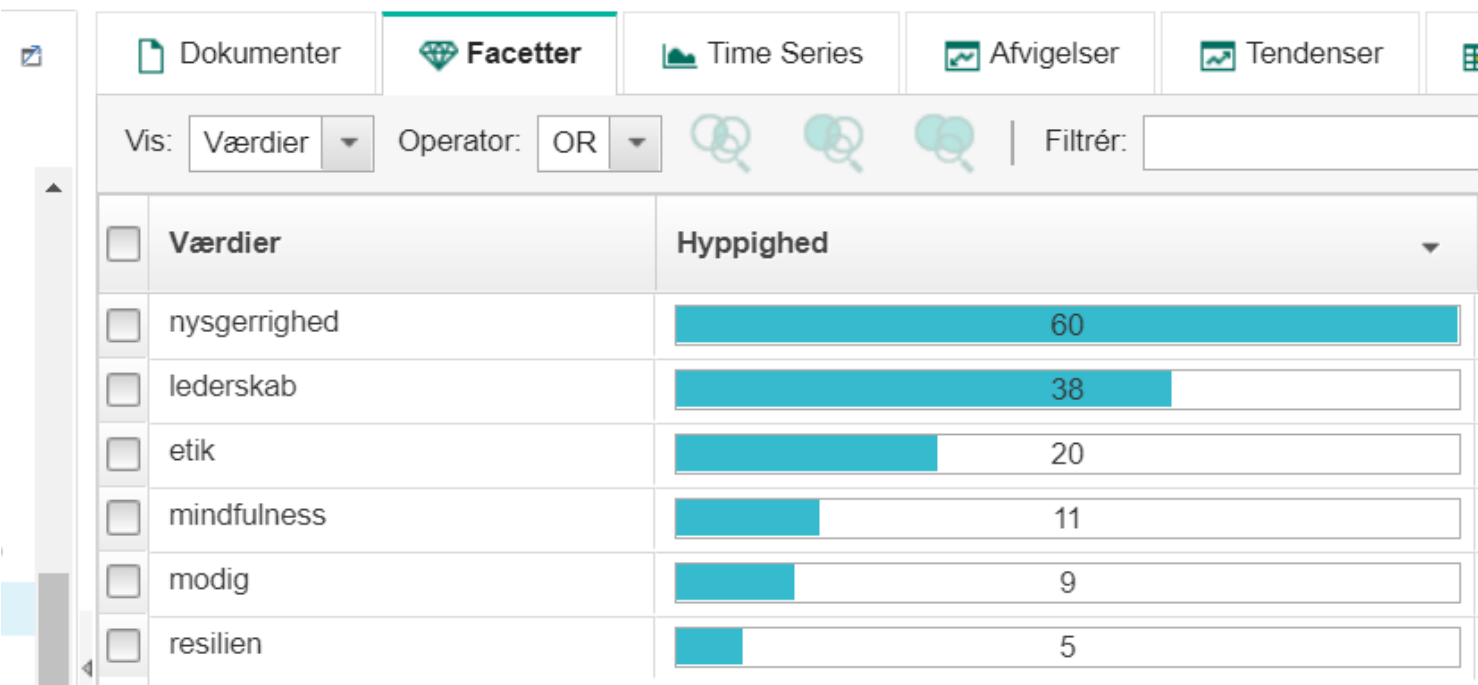 Dokumenter Facetter Time Series Afvigelser Tendenser
Vis: Værdier Operator: OR Filtrér:
Værdier Hyppighed
nysgerrighed 60
lederskab 38
etik 20
mindfulness 11
modig 9
resilien 5